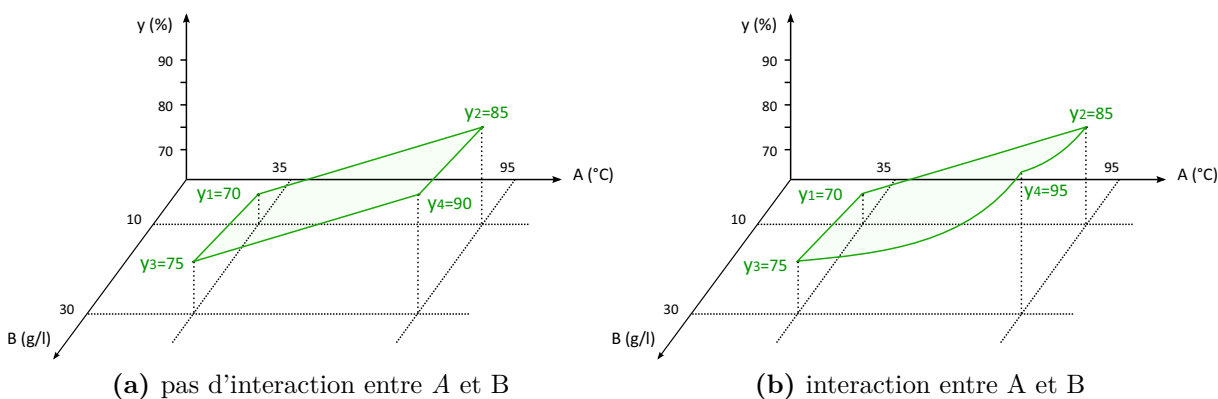 y (%)
90
80
70
y2=85
35
95
A (°C)
y1=70
y4=90
10
y3=75
30
B (g/l)
(a) pas d'interaction entre A et B
y (%)
90
80
70
y2=85
35
95
A (°C)
y1=70
y4=95
10
y3=75
30
B (g/l)
(b) interaction entre A et B